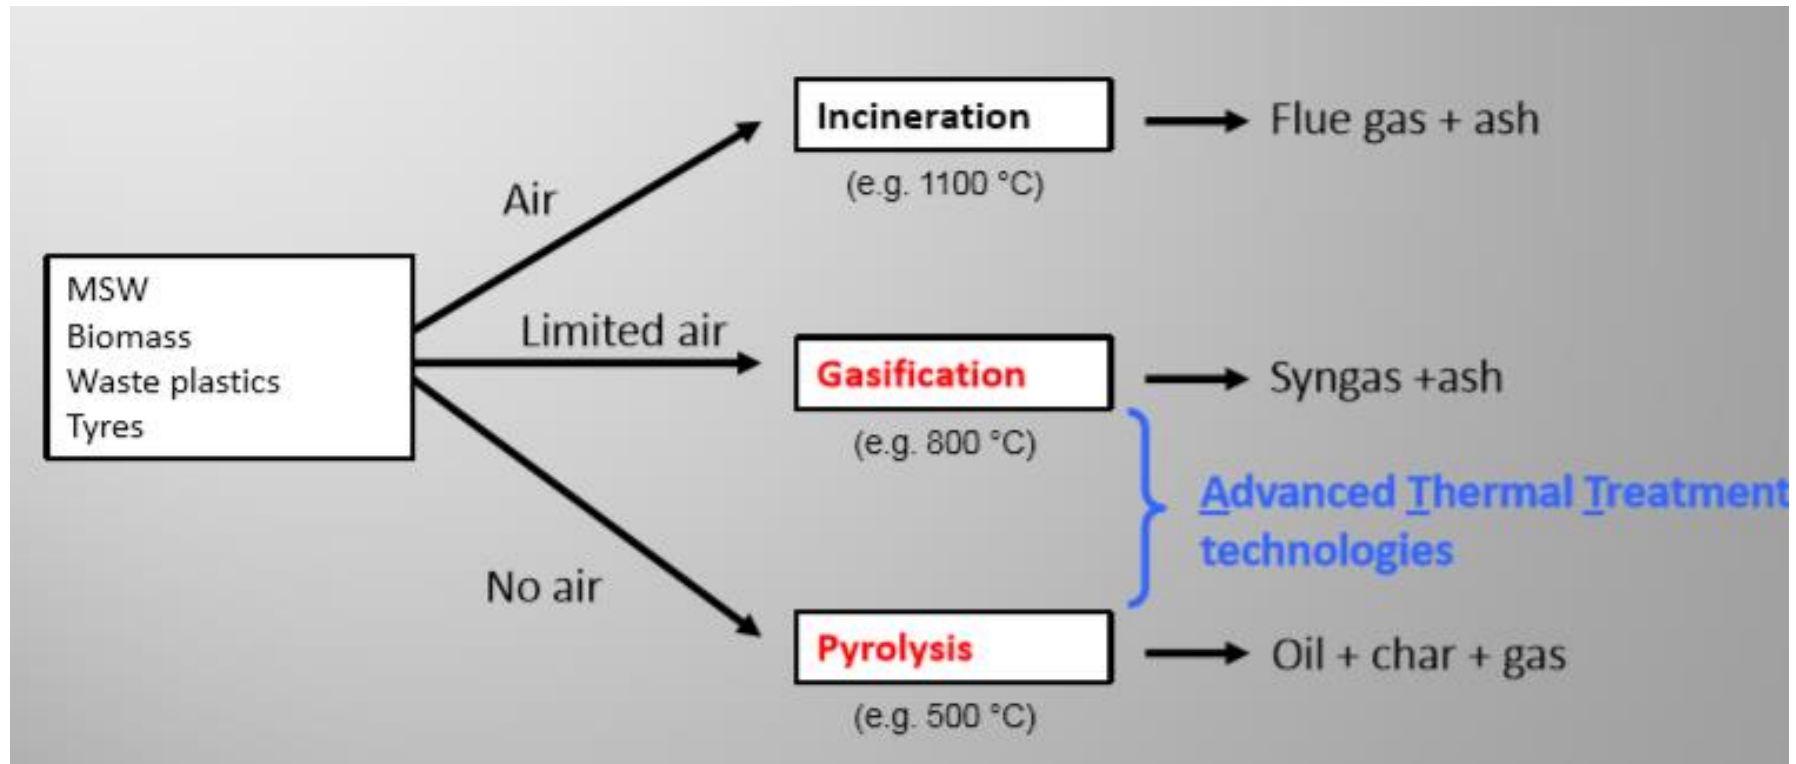 MSW
Biomass
Waste plastics
Tyres
Air
Incineration
(e.g. 1100 °C)
Flue gas + ash
Limited air
Gasification
(e.g. 800 °C)
Syngas +ash
Advanced Thermal Treatment
technologies
No air
Pyrolysis
(e.g. 500 °C)
Oil + char + gas